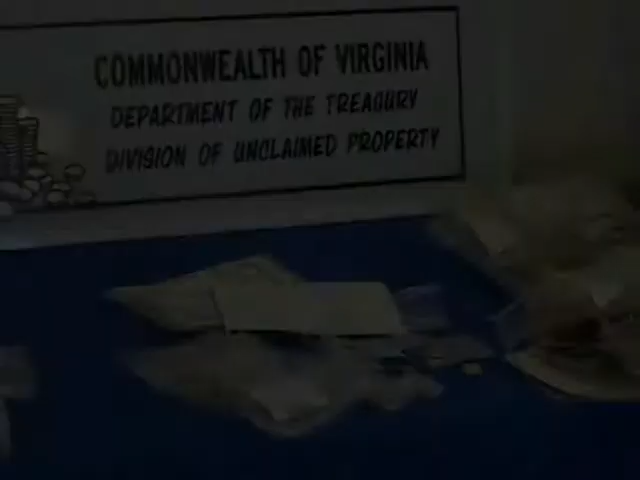 COMMONWEALTH OF VIRGINIA
DEPARTMENT OF THE TREASURY
DIVISION OF UNCLAIMED PROPERTY